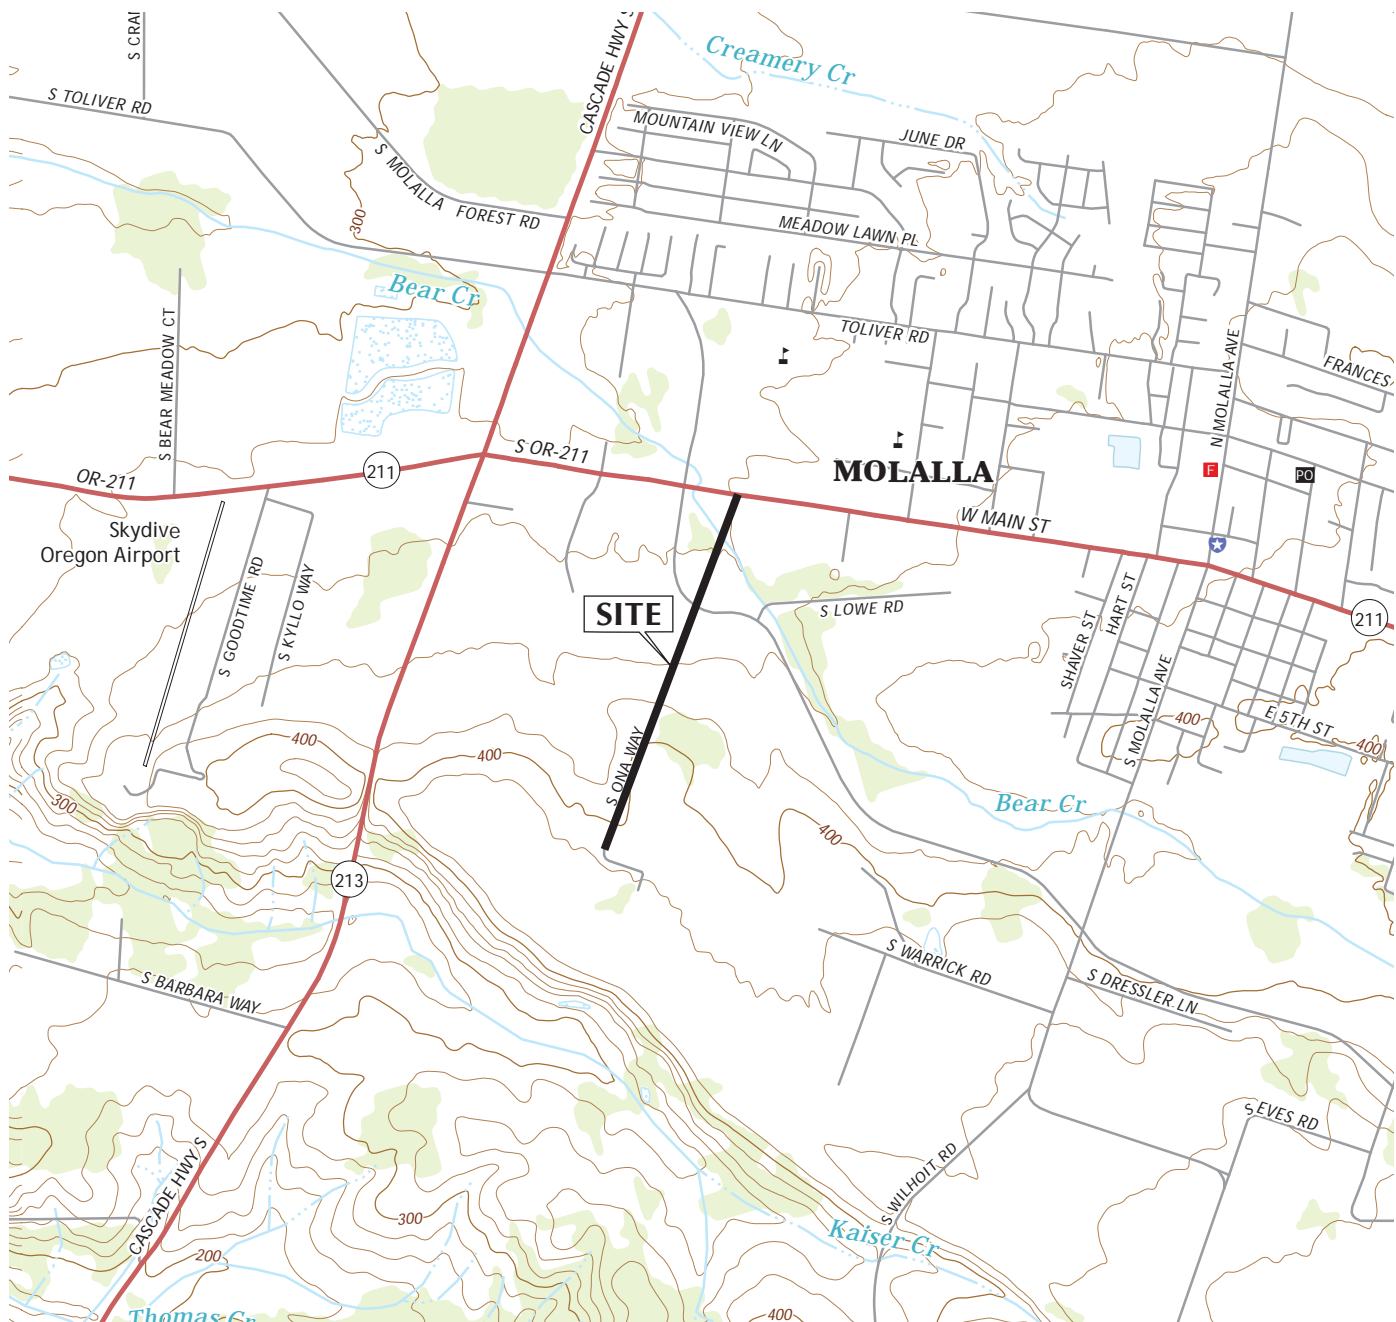 S CRA
CASCADE HWY S
Creamery Cr
S TOLIVER RD
MOUNTAIN VIEW LN
JUNE DR
S MOLALLA FOREST RD
300
MEADOW LAWN PL
Bear Cr
TOLIVER RD
S BEAR MEADOW CT
N MOLALLA AVE
FRANCES
S OR-211
MOLALLA
F
PO
OR-211
211
Skydive
Oregon Airport
W MAIN ST
S GOODTIME RD
S KYLLO WAY
SITE
S LOWE RD
SHAVER ST
HART ST
211
S MOLALLA AVE
400
E 5TH ST
400
400
400
S ONA WAY
300
Bear Cr
400
213
S WARRICK RD
S DRESSLER LN
S BARBARA WAY
S EVES RD
CASCADE HWY S
S WILHOIT RD
300
200
Kaiser Cr
Thomas Cr
400